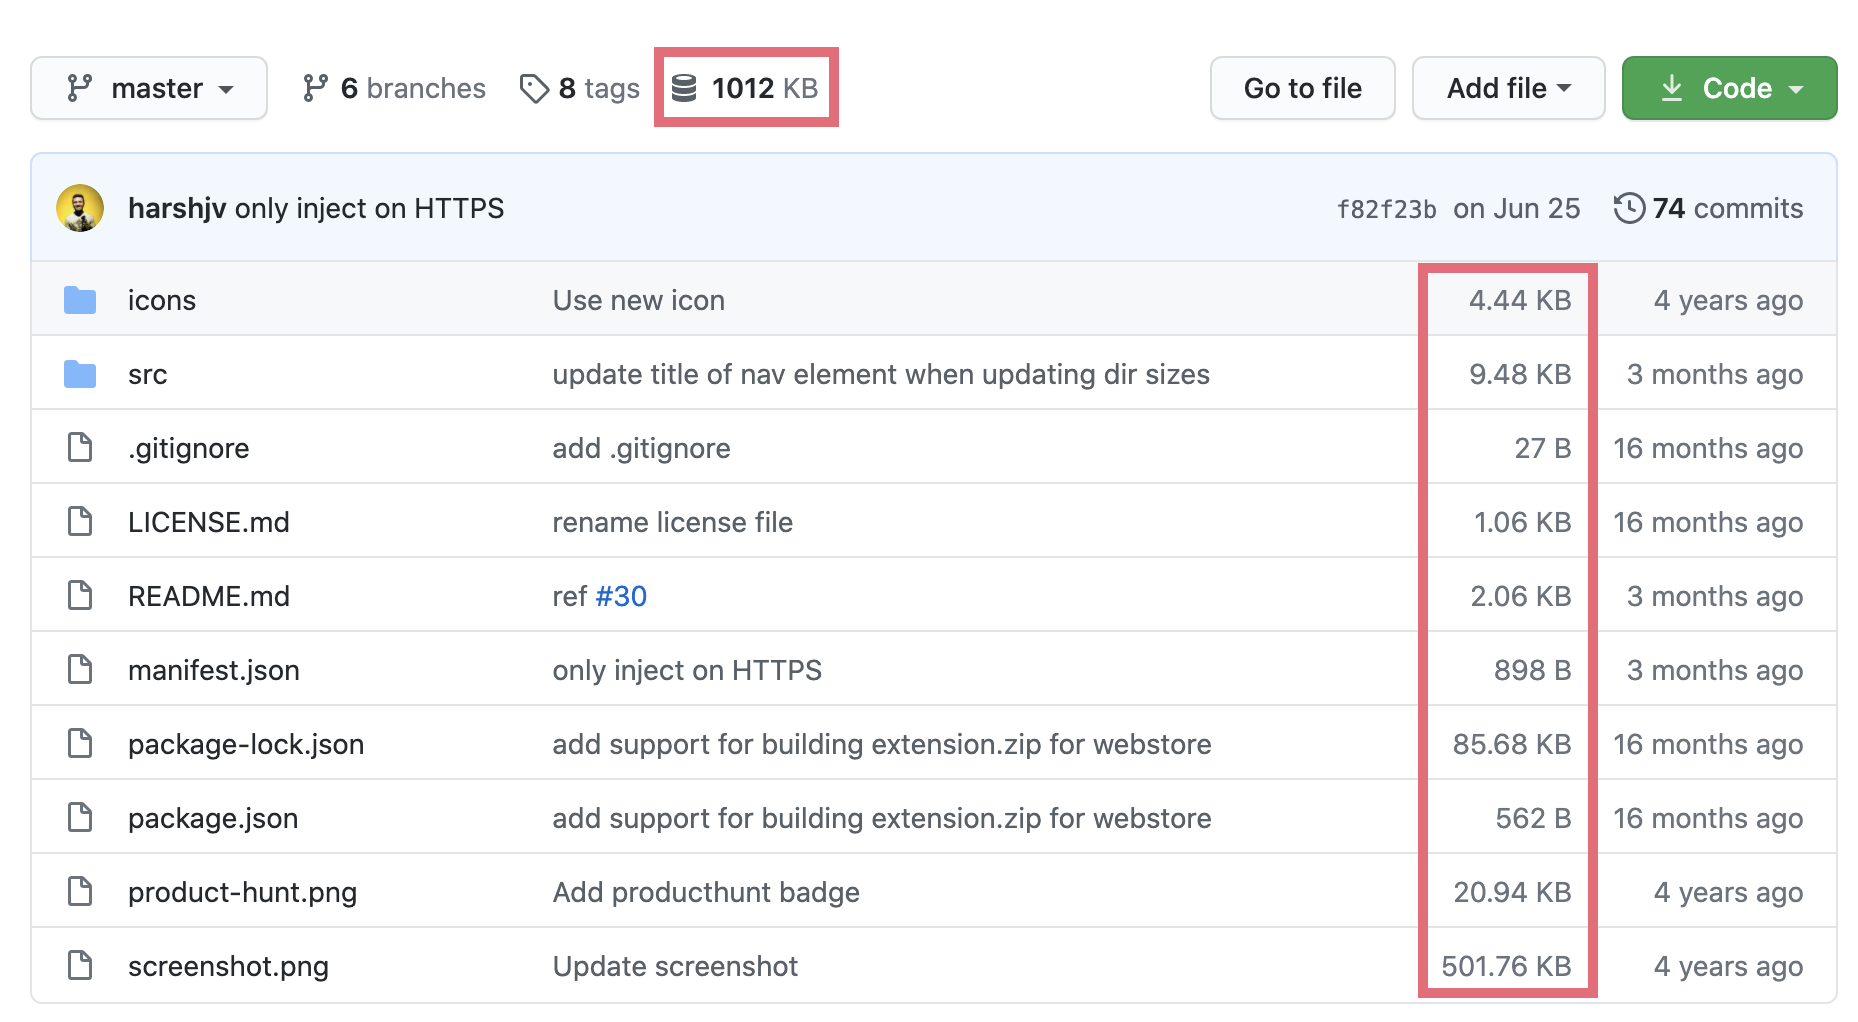 master 6 branches 8 tags 1012 KB Go to file Add file Code
harshjv only inject on HTTPS f82f23b on Jun 25 74 commits
icons Use new icon 4.44 KB 4 years ago
src update title of nav element when updating dir sizes 9.48 KB 3 months ago
.gitignore add .gitignore 27 B 16 months ago
LICENSE.md rename license file 1.06 KB 16 months ago
README.md ref #30 2.06 KB 3 months ago
manifest.json only inject on HTTPS 898 B 3 months ago
package-lock.json add support for building extension.zip for webstore 85.68 KB 16 months ago
package.json add support for building extension.zip for webstore 562 B 16 months ago
product-hunt.png Add producthunt badge 20.94 KB 4 years ago
screenshot.png Update screenshot 501.76 KB 4 years ago